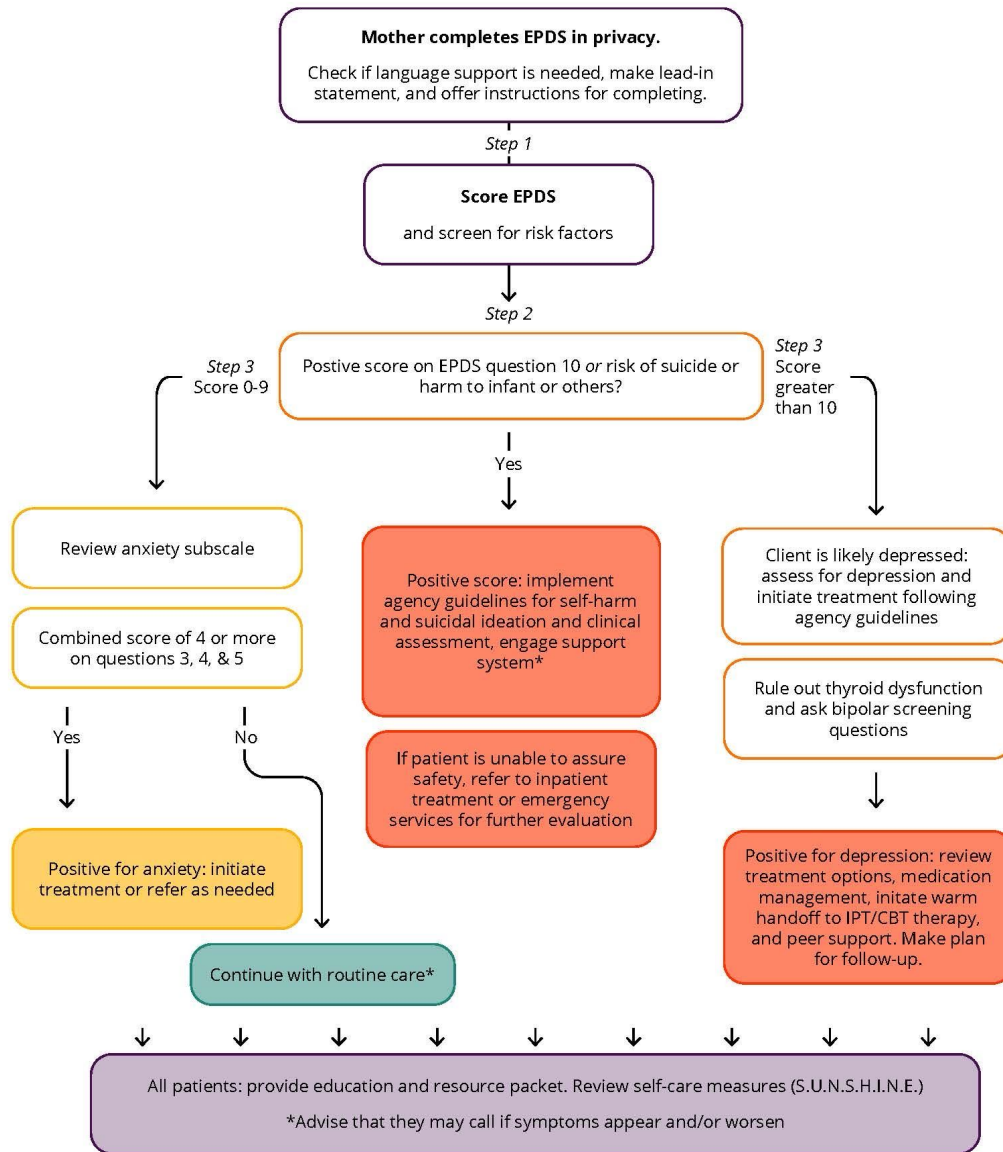 Mother completes EPDS in privacy.
Check if language support is needed, make lead-in
statement, and offer instructions for completing.
Step 1
Score EPDS
and screen for risk factors
Step 2
Postive score on EPDS question 10 or risk of suicide or
harm to infant or others?
Step 3
Score 0-9
Step 3
Score
greater
than 10
Yes
Review anxiety subscale
Combined score of 4 or more
on questions 3, 4, & 5
Yes
No
Positive for anxiety: initiate
treatment or refer as needed
Continue with routine care*
Positive score: implement
agency guidelines for self-harm
and suicidal ideation and clinical
assessment, engage support
system*
If patient is unable to assure
safety, refer to inpatient
treatment or emergency
services for further evaluation
Client is likely depressed:
assess for depression and
initiate treatment following
agency guidelines
Rule out thyroid dysfunction
and ask bipolar screening
questions
Positive for depression: review
treatment options, medication
management, initate warm
handoff to IPT/CBT therapy,
and peer support. Make plan
for follow-up.
All patients: provide education and resource packet. Review self-care measures (S.U.N.S.H.I.N.E.)
*Advise that they may call if symptoms appear and/or worsen